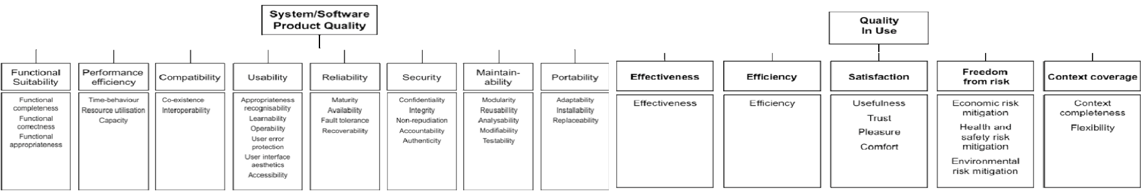 System/Software
Product Quality
Functional
Suitability
Functional
completeness
Functional
correctness
Functional
appropriateness
Performance
efficiency
Time-behaviour
Resource utilisation
Capacity
Compatibility
Co-existence
Interoperability
Usability
Appropriateness
recognisability
Learnability
Operability
User error
protection
User interface
aesthetics
Accessibility
Reliability
Maturity
Availability
Fault tolerance
Recoverability
Security
Confidentiality
Integrity
Non-repudiation
Accountability
Authenticity
Maintain-
ability
Modularity
Reusability
Analysability
Modifiability
Testability
Portability
Adaptability
Installability
Replaceability
Quality
In Use
Effectiveness
Effectiveness
Efficiency
Efficiency
Satisfaction
Usefulness
Trust
Pleasure
Comfort
Freedom
from risk
Economic risk
mitigation
Health and
safety risk
mitigation
Environmental
risk mitigation
Context coverage
Context
completeness
Flexibility